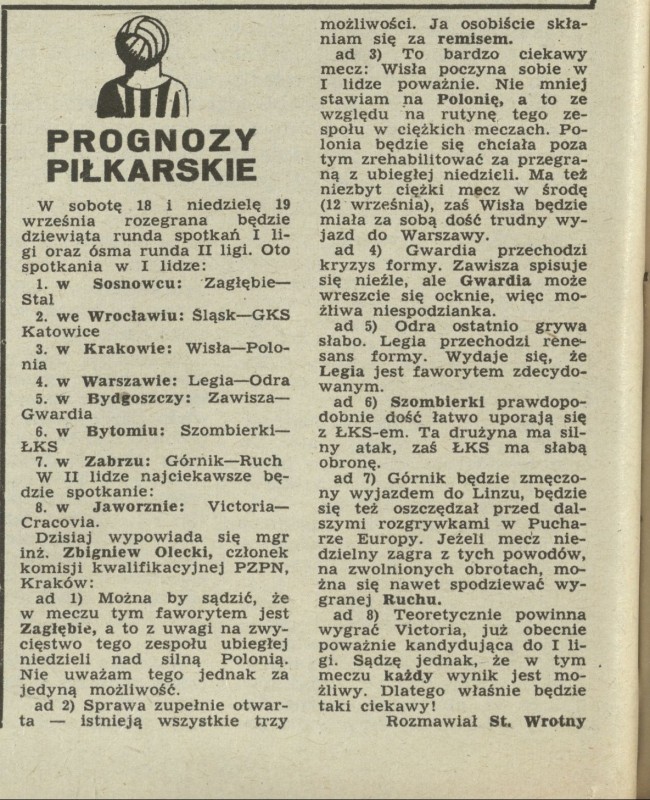 PROGNOZY
PIŁKARSKIE
W sobotę 18 i niedzielę 19
września rozegrana będzie
dziewiąta runda spotkań I li-
gi oraz ósma runda II ligi. Oto
spotkania w I lidze:
1. w Sosnowcu: Zagłębie—
Stal
2. we Wrocławiu: Śląsk—GKS
Katowice
3. w Krakowie: Wisła—Polo-
nia
4. w Warszawie: Legia—Odra
5. w Bydgoszczy: Zawisza—
Gwardia
6. w Bytomiu: Szombierki—
ŁKS
7. w Zabrzu: Górnik—Ruch
W II lidze najciekawsze bę-
dzie spotkanie:
8. w Jaworznie: Victoria—
Cracovia.
Dzisiaj wypowiada się mgr
inż. Zbigniew Olecki, członek
komisji kwalifikacyjnej PZPN,
Kraków:
ad 1) Można by sądzić, że
w meczu tym faworytem jest
Zagłębie, a to z uwagi na zwy-
cięstwo tego zespołu ubiegłej
niedzieli nad silną Polonią.
Nie uważam tego jednak za
jedyną możliwość.
ad 2) Sprawa zupełnie otwar-
ta — istnieją wszystkie trzy
możliwości. Ja osobiście skła-
niam się za remisem.
ad 3) To bardzo ciekawy
mecz: Wisła poczyna sobie w
I lidze poważnie. Nie mniej
stawiam na Polonię, a to ze
względu na rutynę tego ze-
społu w ciężkich meczach. Po-
lonia będzie się chciała poza
tym zrehabilitować za przegra-
ną z ubiegłej niedzieli. Ma też
niezbyt ciężki mecz w środę
(12 września), zaś Wisła będzie
miała za sobą dość trudny wy-
jazd do Warszawy.
ad 4) Gwardia przechodzi
kryzys formy. Zawisza spisuje
się nieźle, ale Gwardia może
wreszcie się ocknie, więc mo-
żliwa niespodzianka.
ad 5) Odra ostatnio grywa
słabo. Legia przechodzi rene-
sans formy. Wydaje się, że
Legia jest faworytem zdecydo-
wanym.
ad 6) Szombierki prawdopo-
dobnie dość łatwo uporają się
z ŁKS-em. Ta drużyna ma sil-
ny atak, zaś ŁKS ma słabą
obronę.
ad 7) Górnik będzie zmęczo-
ny wyjazdem do Linzu, będzie
się też oszczędzał przed dal-
szymi rozgrywkami w Pucha-
rze Europy. Jeżeli mecz nie-
dzielny zagra z tych powodów,
na zwolnionych obrotach, mo-
żna się nawet spodziewać wy-
granej Ruchu.
ad 8) Teoretycznie powinna
wygrać Victoria, już obecnie
poważnie kandydująca do I li-
gi. Sądzę jednak, że w tym
meczu każdy wynik jest mo-
żliwy. Dlatego właśnie będzie
taki ciekawy!
Rozmawiał St. Wrotny